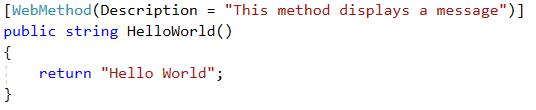 [WebMethod(Description = "This method displays a message")]
public string HelloWorld()
{
    return "Hello World";
}